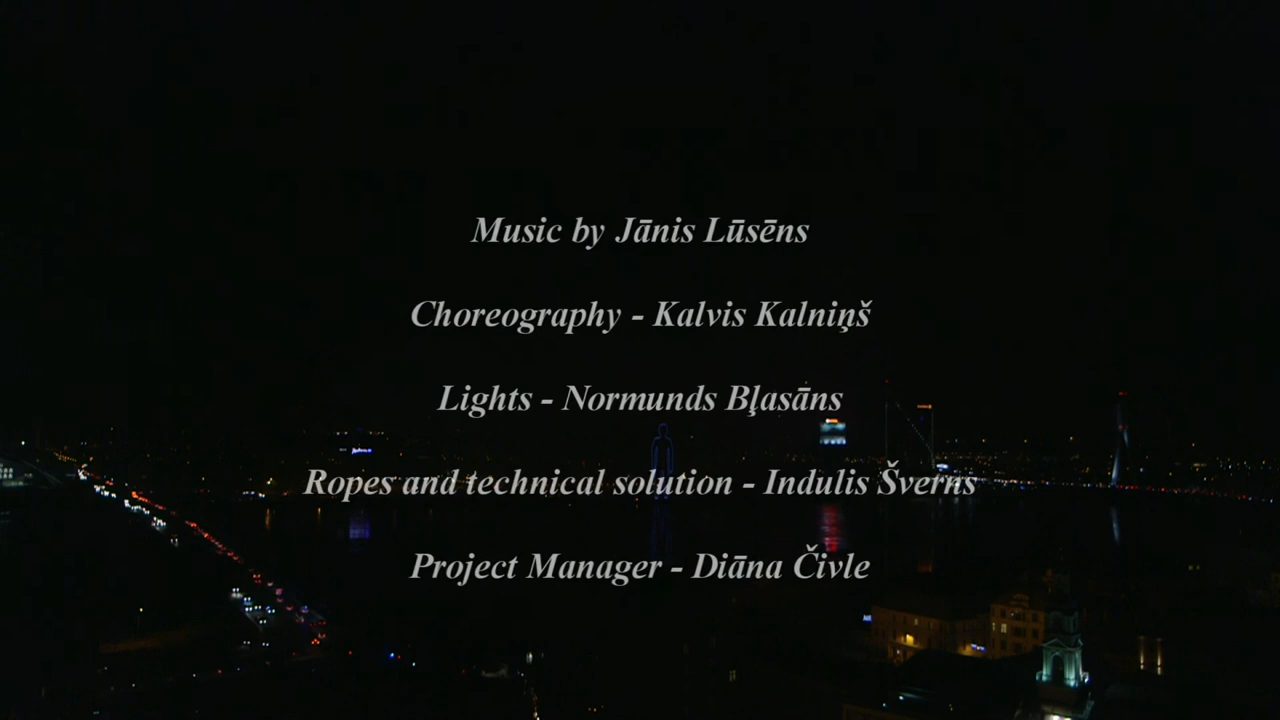 Music by Jānis Lūsēns
Choreography - Kalvis Kalniņš
Lights - Normunds Bļasāns
Ropes and technical solution - Indulis Šverns
Project Manager - Diāna Čivle